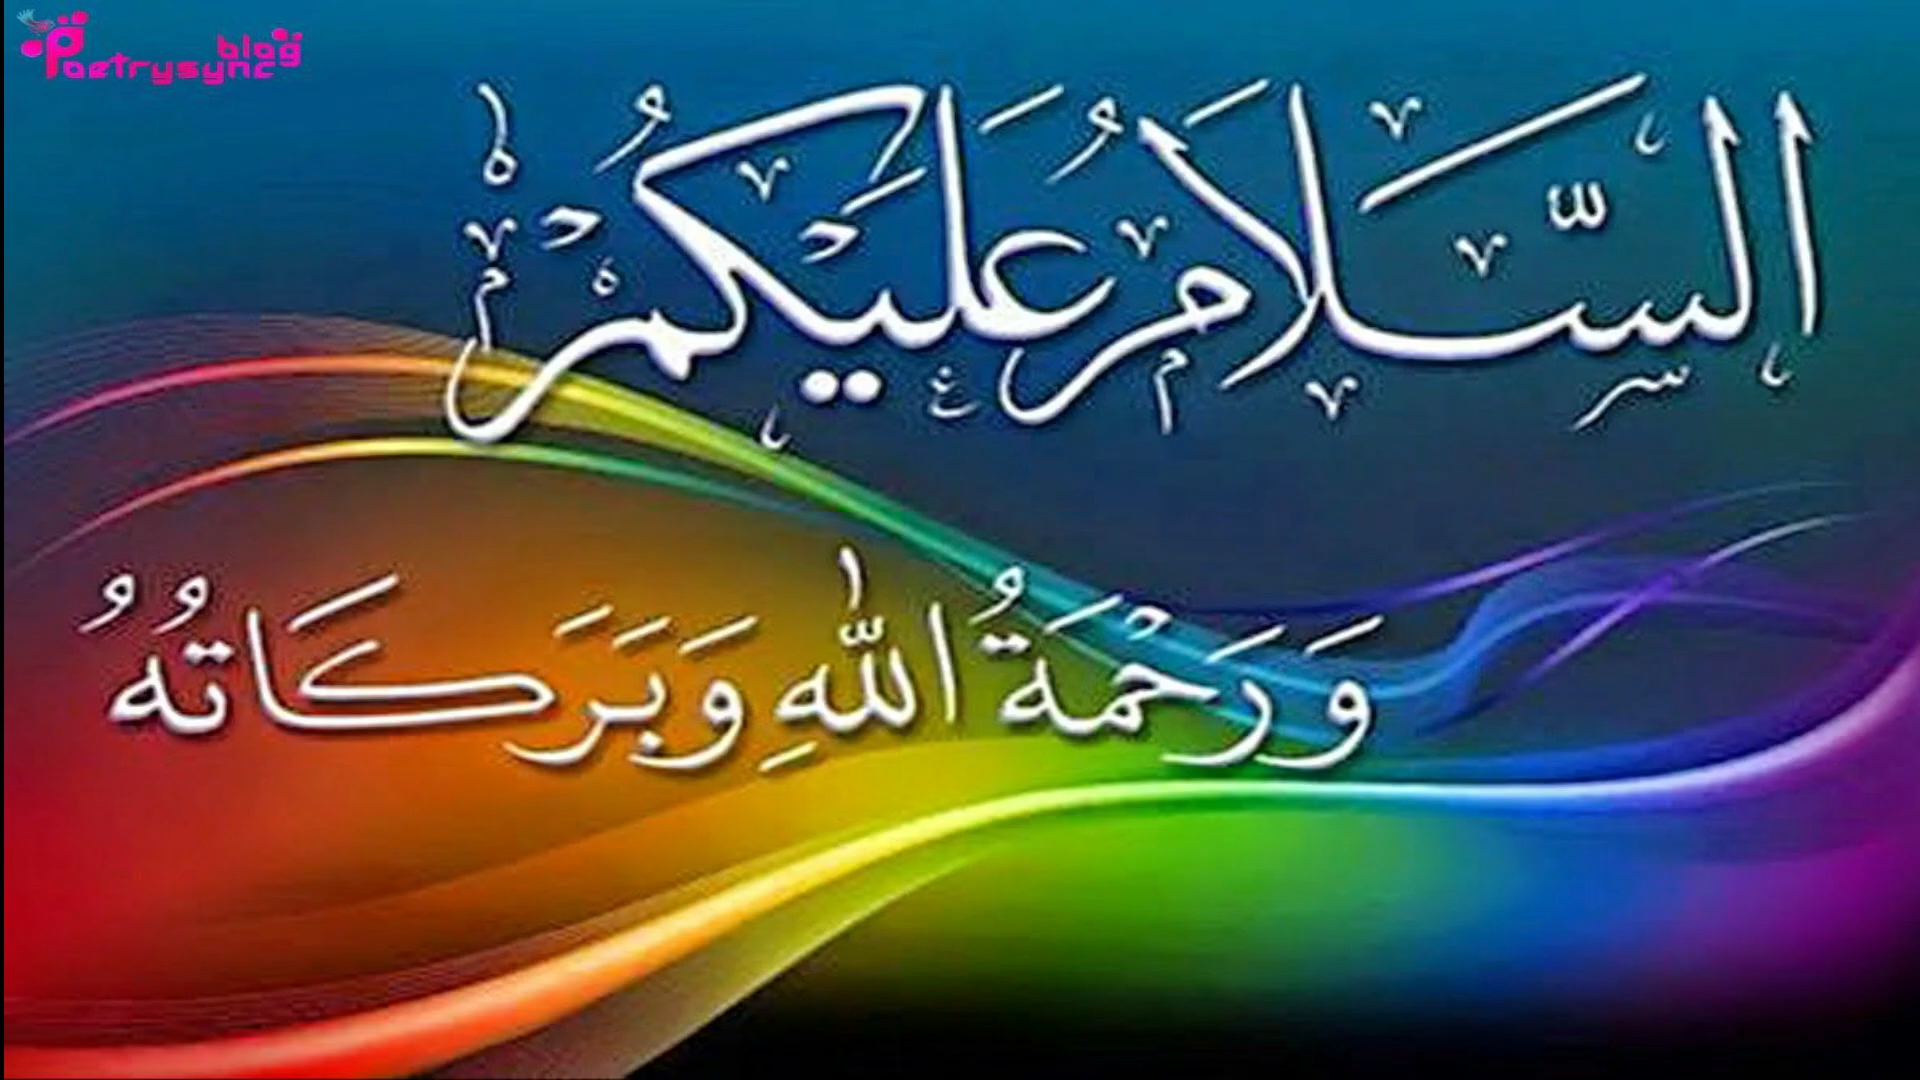 Poetrysync blog
السَّلَامُ عَلَيْكُمْ
وَرَحْمَةُ اللّٰهِ وَبَرَكَاتُهُ